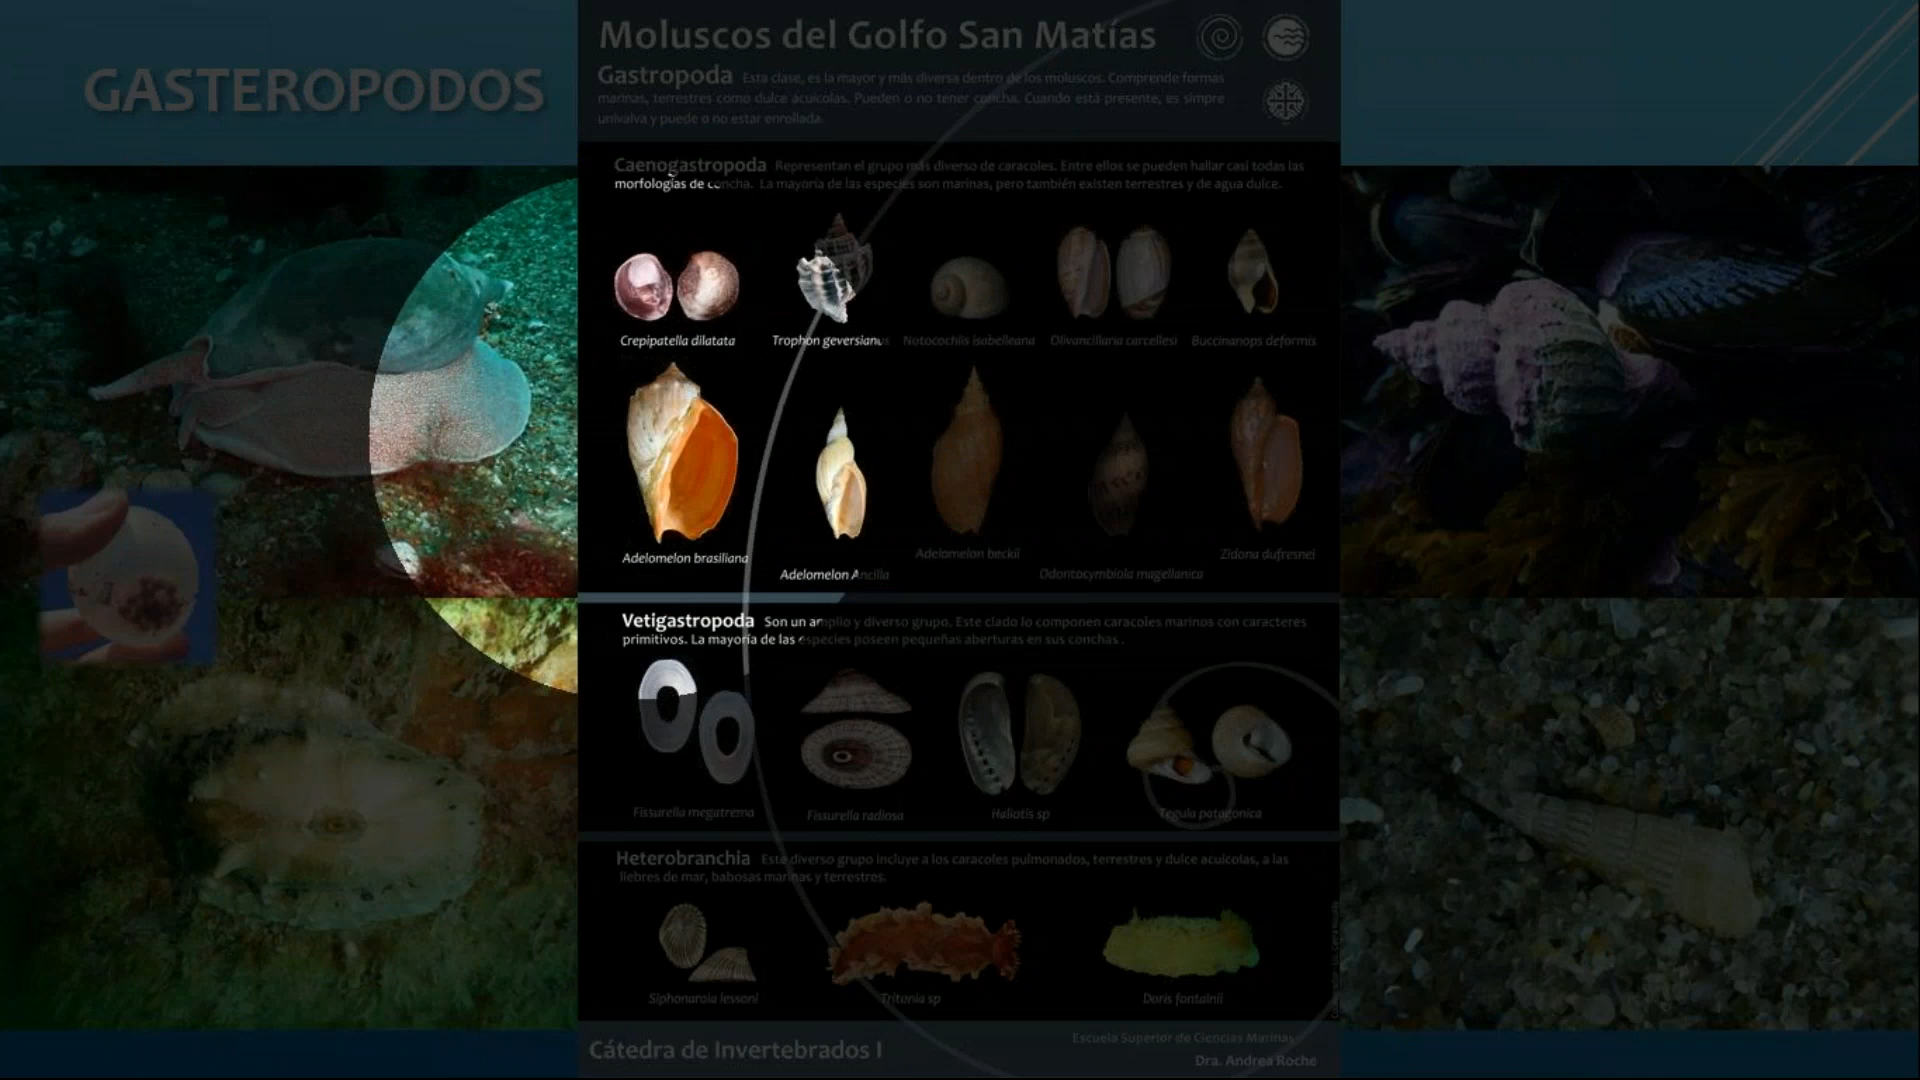 GASTEROPODOS
Moluscos del Golfo San Matías
Gastropoda Esta clase, es la mayor y más diversa dentro de los moluscos. Comprende formas
marinas, terrestres como dulce acuícolas. Pueden o no tener concha. Cuando está presente, es simpre
univalva y puede o no estar enrollada.
Caenogastropoda Representan el grupo más diverso de caracoles. Entre ellos se pueden hallar casi todas las
morfologías de concha. La mayoría de las especies son marinas, pero también existen terrestres y de agua dulce.
Crepipatella dilatata
Trophon geversianus
Notocochlis isabelleana
Olivancillaria carcellesi
Buccinanops deformis
Adelomelon brasiliana
Adelomelon Ancilla
Adelomelon beckii
Odontocymbiola magellanica
Zidona dufresnei
Vetigastropoda Son un amplio y diverso grupo. Este clado lo componen caracoles marinos con caracteres
primitivos. La mayoría de las especies poseen pequeñas aberturas en sus conchas .
Fissurella megatrema
Fissurella radiosa
Haliotis sp
Tegula patagonica
Heterobranchia Este diverso grupo incluye a los caracoles pulmonados, terrestres y dulce acuícolas, a las
liebres de mar, babosas marinas y terrestres.
Siphonaroia lessoni
Tritonia sp
Doris fontainii
Cátedra de Invertebrados I
Escuela Superior de Ciencias Marinas
Dra. Andrea Roche